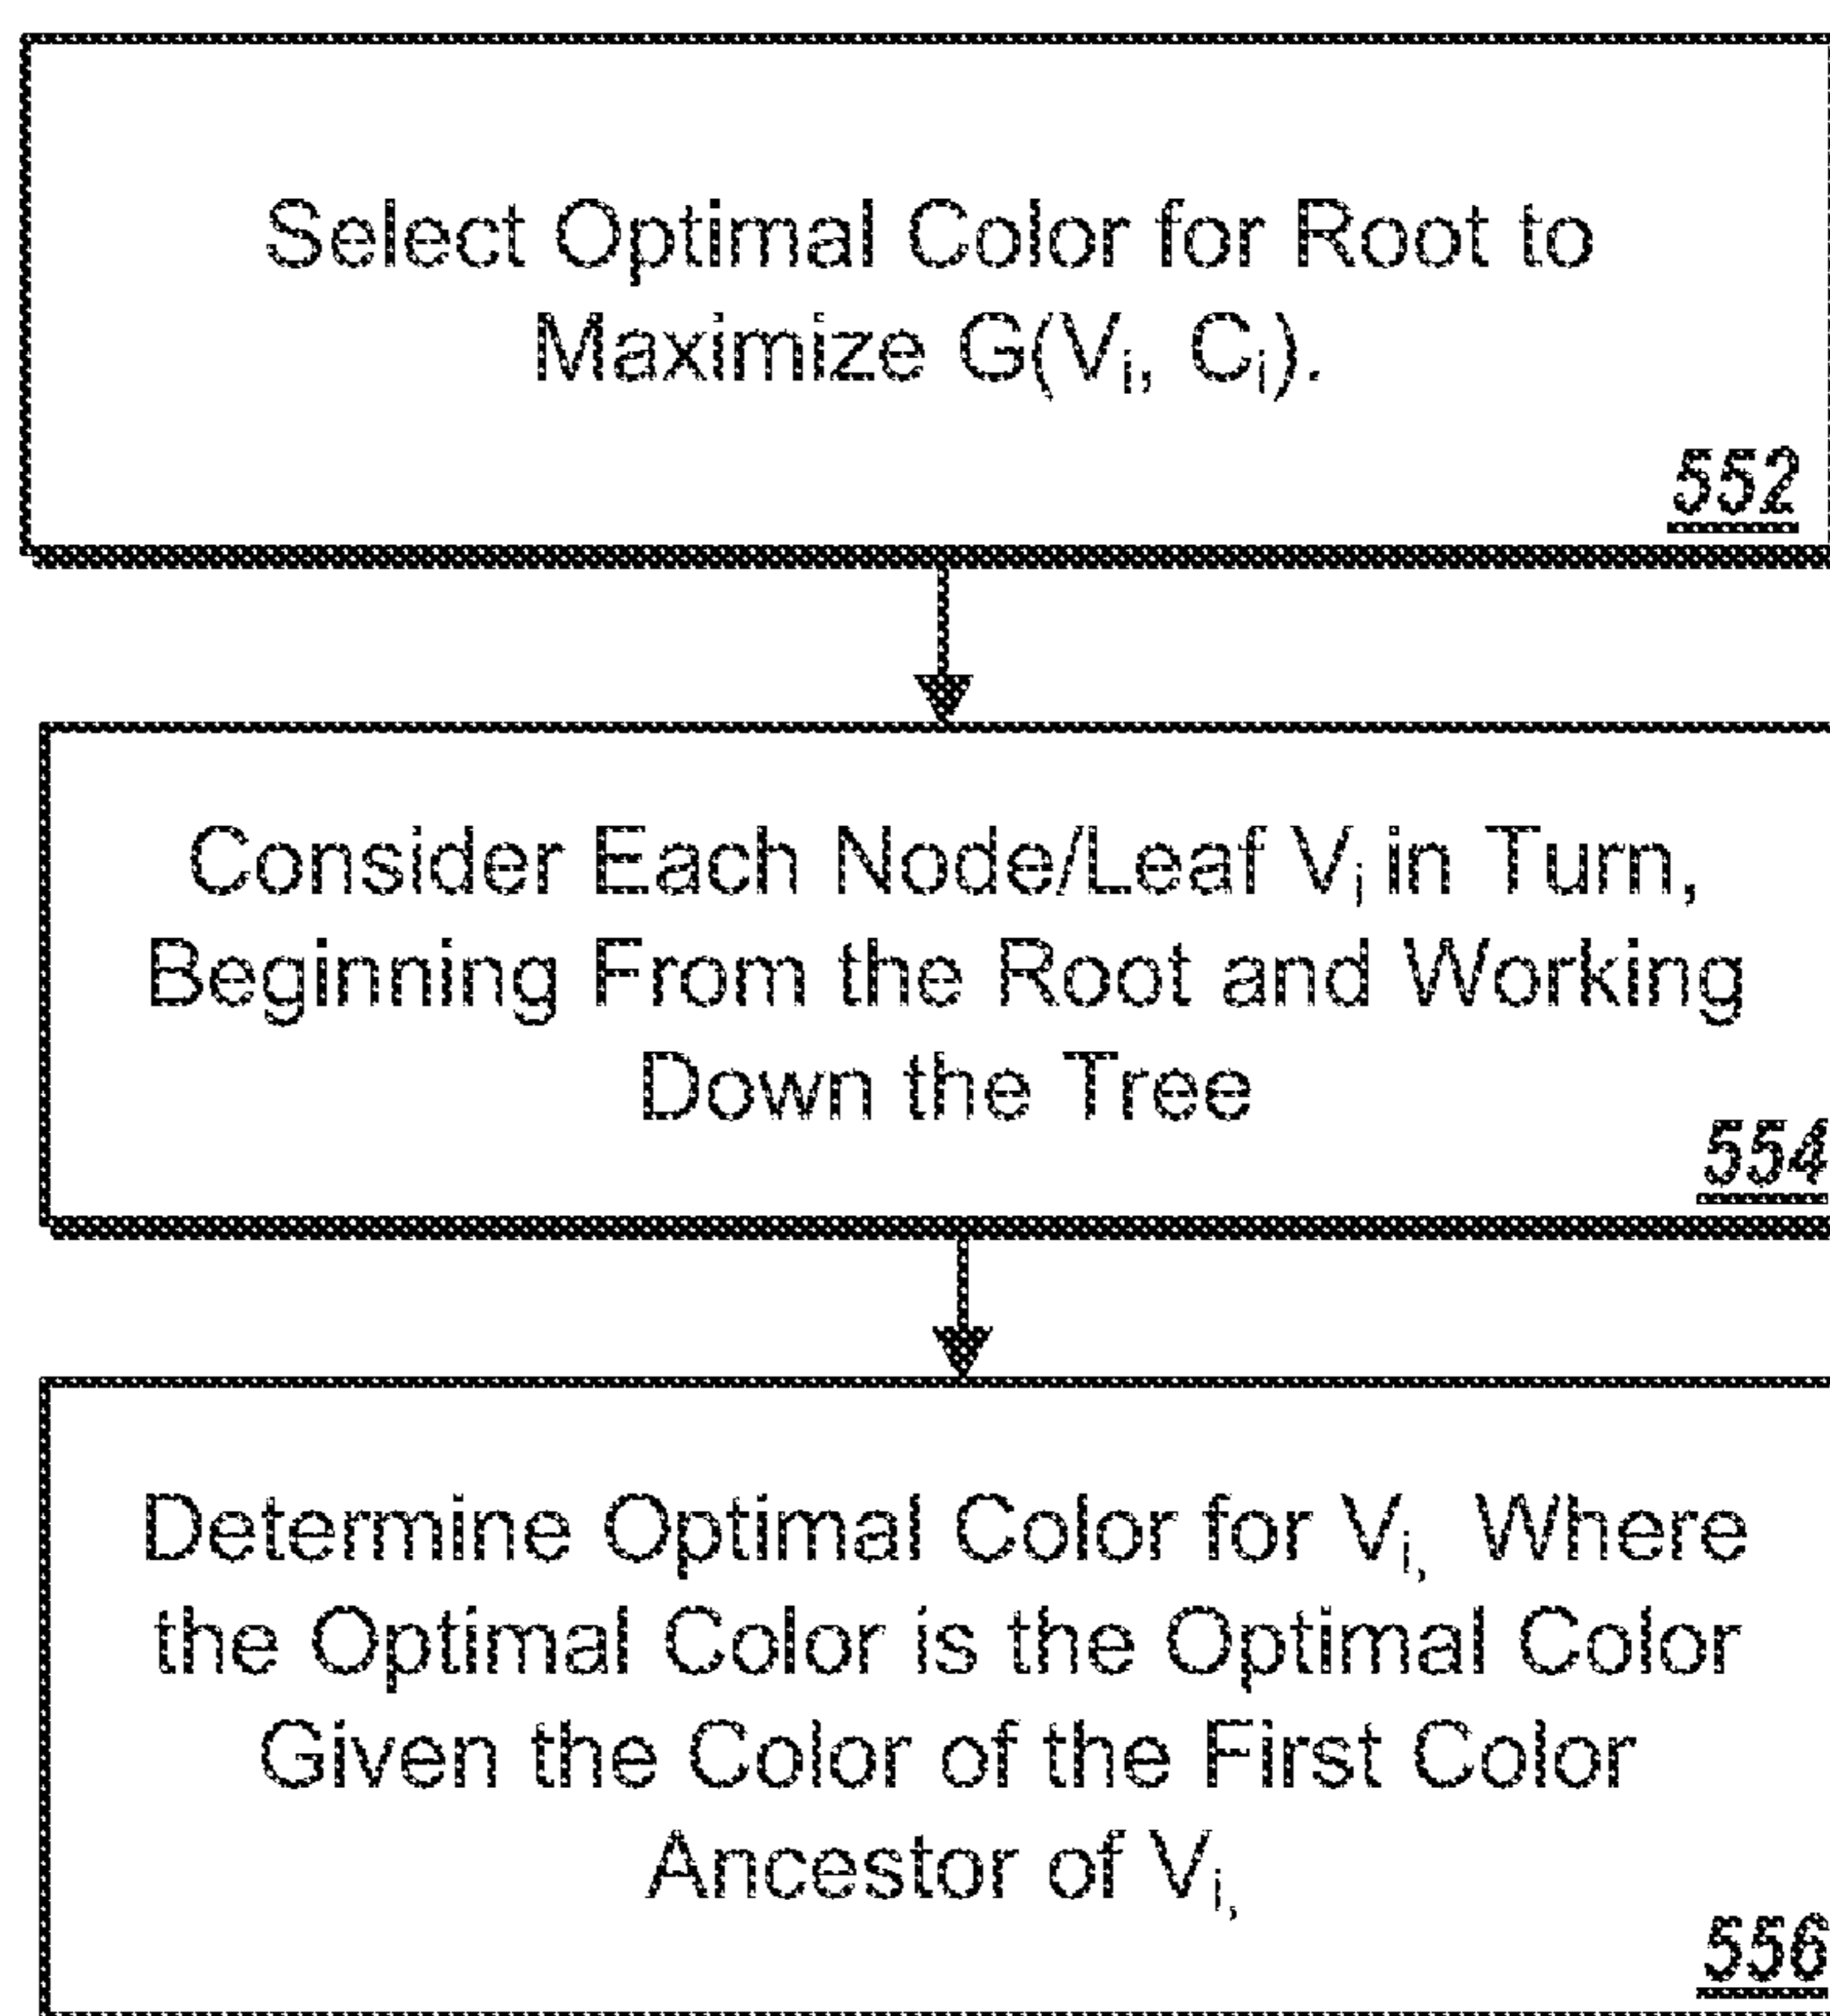 Select Optimal Color for Root to
Maximize G(Vᵢ, Cᵢ).
552
Consider Each Node/Leaf Vᵢ in Turn,
Beginning From the Root and Working
Down the Tree
554
Determine Optimal Color for Vᵢ, Where
the Optimal Color is the Optimal Color
Given the Color of the First Color
Ancestor of Vᵢ,
556